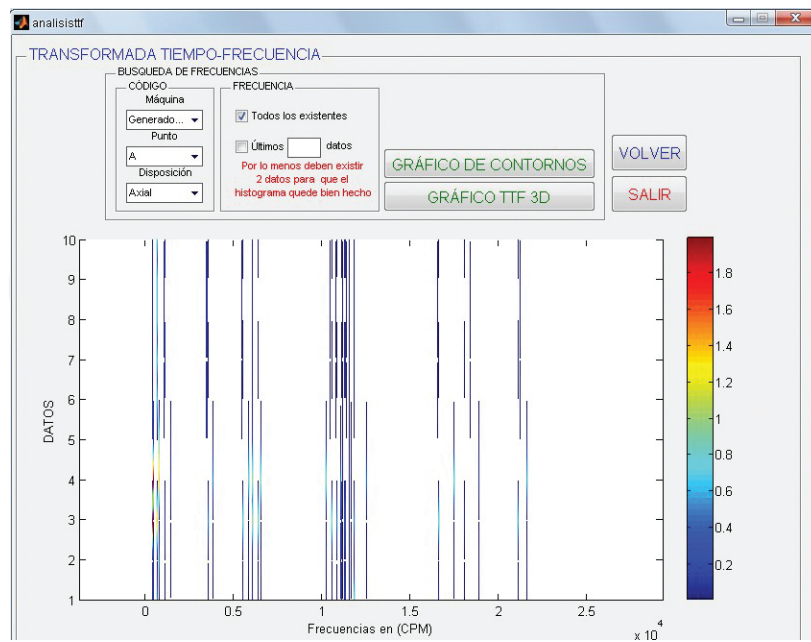 analisisttf
TRANSFORMADA TIEMPO-FRECUENCIA
BUSQUEDA DE FRECUENCIAS
CÓDIGO
Máquina
Generado...
Punto
A
Disposición
Axial
FRECUENCIA
Todos los existentes
Últimos datos
Por lo menos deben existir
2 datos para que el
histograma quede bien hecho
GRÁFICO DE CONTORNOS
GRÁFICO TTF 3D
VOLVER
SALIR
DATOS
10
9
8
7
6
5
4
3
2
1
0 0.5 1 1.5 2 2.5
x 10^4
Frecuencias en (CPM)
1.8
1.6
1.4
1.2
1
0.8
0.6
0.4
0.2